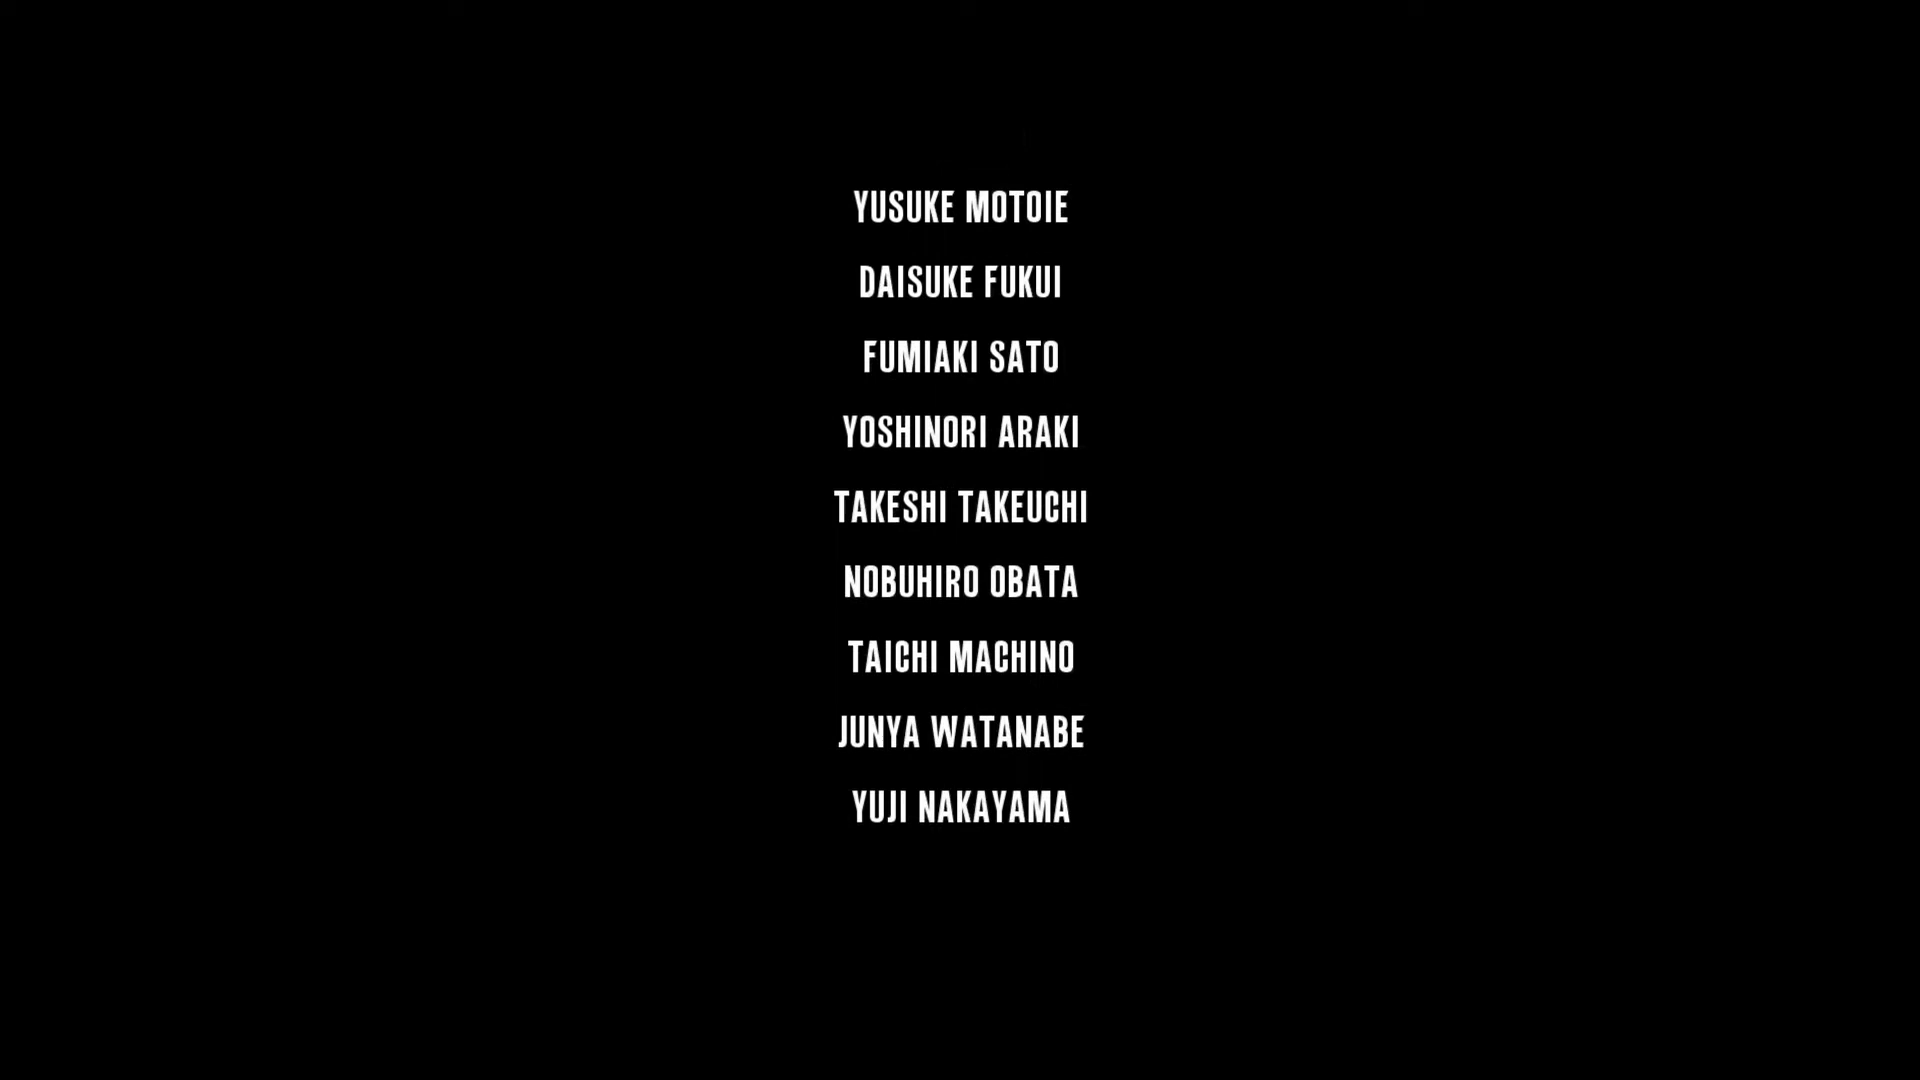 YUSUKE MOTOIE
DAISUKE FUKUI
FUMIAKI SATO
YOSHINORI ARAKI
TAKESHI TAKEUCHI
NOBUHIRO OBATA
TAICHI MACHINO
JUNYA WATANABE
YUJI NAKAYAMA